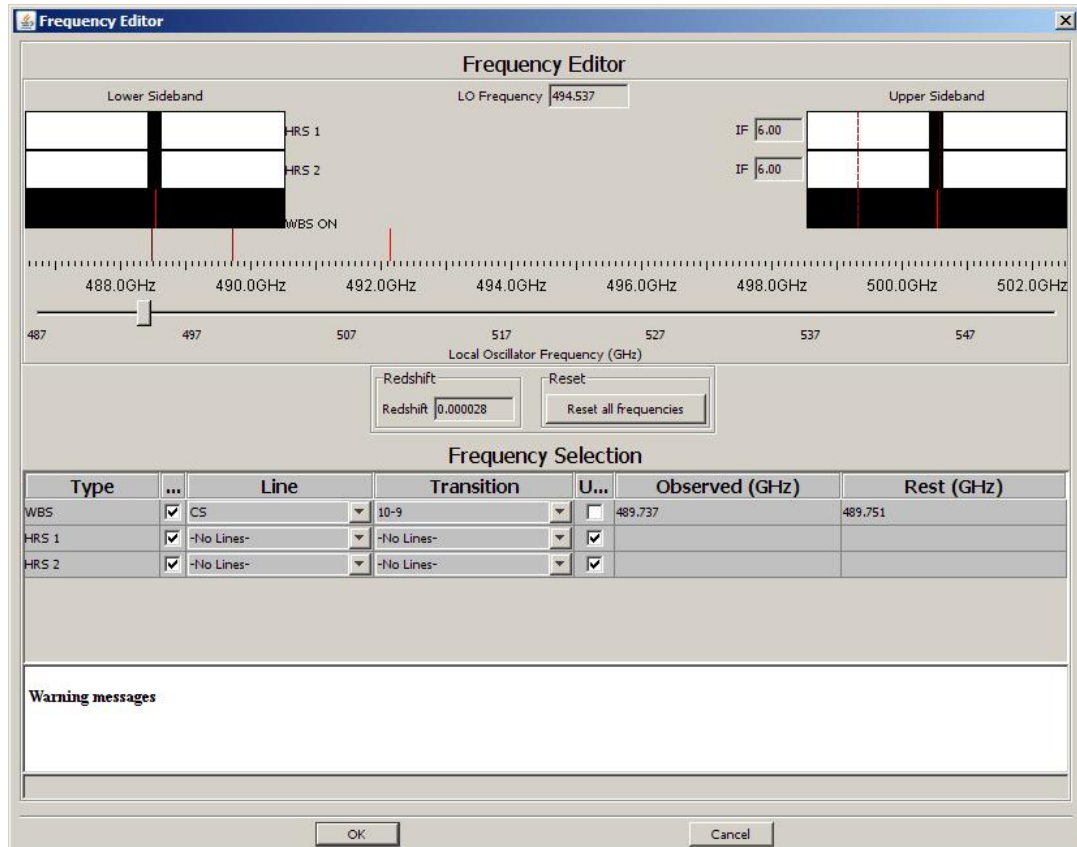 Frequency Editor
Frequency Editor
Lower Sideband LO Frequency 494.537 Upper Sideband
HRS 1 IF 6.00
HRS 2 IF 6.00
WBS ON
488.0GHz 490.0GHz 492.0GHz 494.0GHz 496.0GHz 498.0GHz 500.0GHz 502.0GHz
487 497 507 517 527 537 547
Local Oscillator Frequency (GHz)
Redshift Reset
Redshift 0.000028 Reset all frequencies
Frequency Selection
Type ... Line Transition U... Observed (GHz) Rest (GHz)
WBS CS 10-9 489.737 489.751
HRS 1 -No Lines- -No Lines-
HRS 2 -No Lines- -No Lines-
Warning messages
OK Cancel